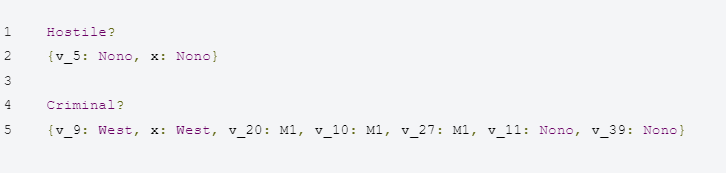 1 Hostile?
2 {v_5: Nono, x: Nono}
3
4 Criminal?
5 {v_9: West, x: West, v_20: M1, v_10: M1, v_27: M1, v_11: Nono, v_39: Nono}